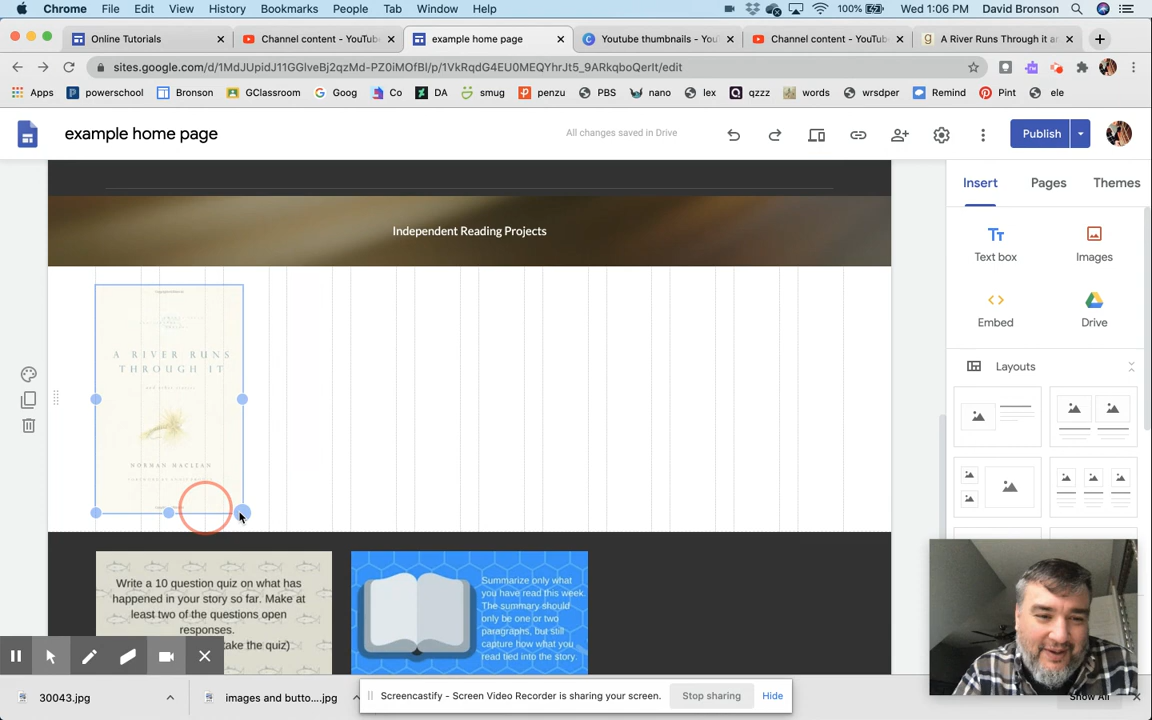 Chrome File Edit View History Bookmarks People Tab Window Help 100% Wed 1:06 PM David Bronson
Online Tutorials
Channel content - YouTub
example home page
Youtube thumbnails - You
Channel content - YouTub
A River Runs Through it a
sites.google.com/d/1MdJUpidJ11GGlveBj2qzMd-PZ0iMOfBl/p/1VkRqdG4EU0MEQYhrJt5_9ARkqboQerIt/edit
Apps powerschool Bronson GClassroom Goog Co DA smug penzu PBS nano lex qzzz words wrsdper Remind Pint ele
example home page
All changes saved in Drive
Publish
Insert Pages Themes
Independent Reading Projects
Text box Images
Embed Drive
Layouts
A RIVER RUNS
THROUGH IT
NORMAN MACLEAN
Write a 10 question quiz on what has
happened in your story so far. Make at
least two of the questions open
responses.
take the quiz)
Summarize only what
you have read this week.
The summary should
only be one or two
paragraphs, but still
capture how what you
read tied into the story.
30043.jpg
images and butto....jpg
Screencastify - Screen Video Recorder is sharing your screen.
Stop sharing
Hide
Show All